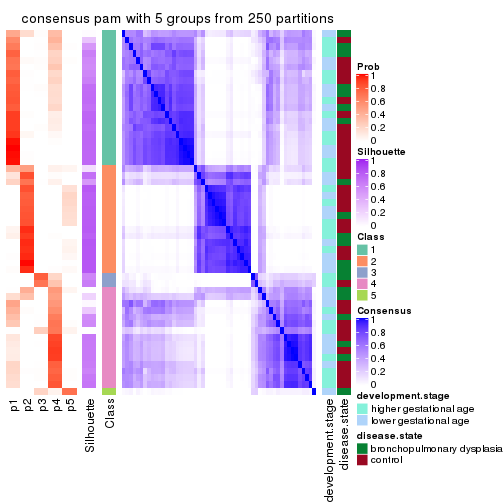 consensus pam with 5 groups from 250 partitions
Prob
1
0.8
0.6
0.4
0.2
0
Silhouette
1
0.8
0.6
0.4
0.2
0
Class
1
2
3
4
5
Consensus
1
0.8
0.6
0.4
0.2
0
development.stage
higher gestational age
lower gestational age
disease.state
bronchopulmonary dysplasia
control
p1
p2
p3
p4
p5
Silhouette
Class
development.stage
disease.state